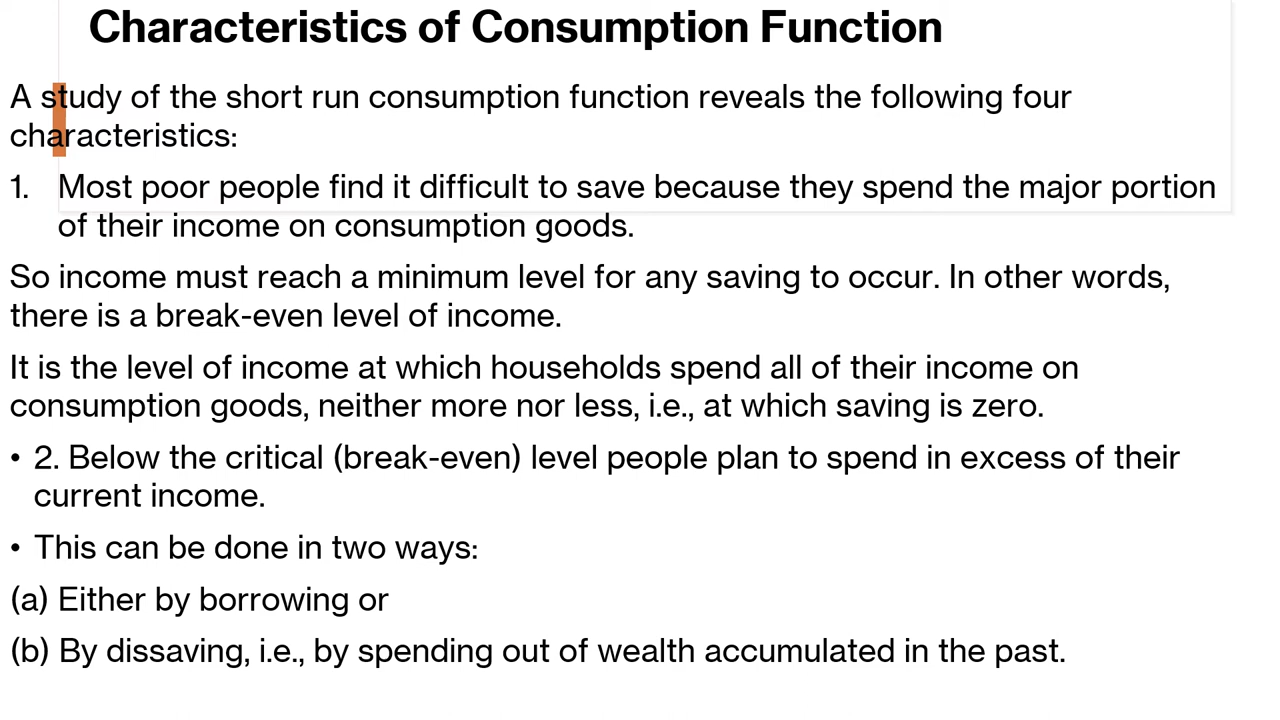 Characteristics of Consumption Function
A study of the short run consumption function reveals the following four
characteristics:
1. Most poor people find it difficult to save because they spend the major portion
of their income on consumption goods.
So income must reach a minimum level for any saving to occur. In other words,
there is a break-even level of income.
It is the level of income at which households spend all of their income on
consumption goods, neither more nor less, i.e., at which saving is zero.
• 2. Below the critical (break-even) level people plan to spend in excess of their
current income.
• This can be done in two ways:
(a) Either by borrowing or
(b) By dissaving, i.e., by spending out of wealth accumulated in the past.